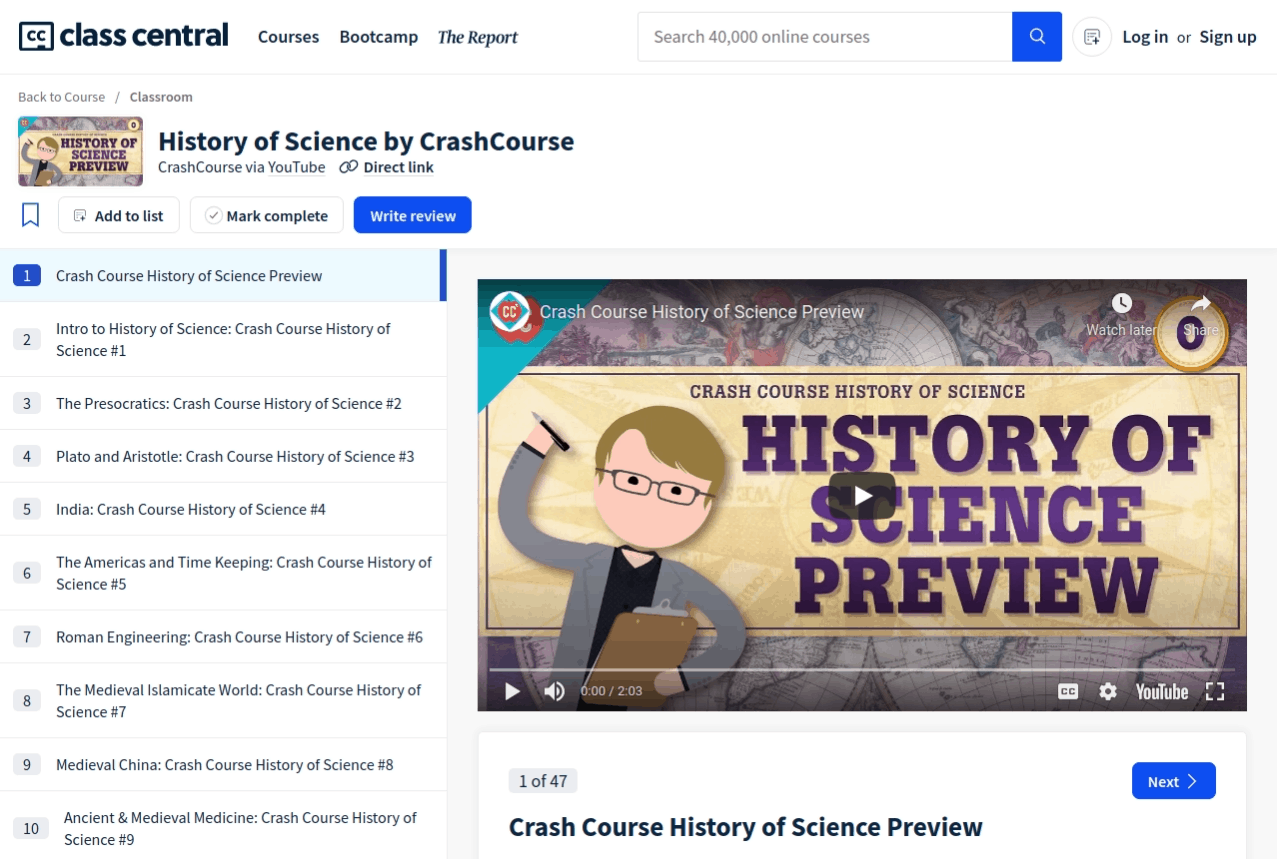 CC class central
Courses
Bootcamp
The Report
Search 40,000 online courses
Log in or Sign up
Back to Course / Classroom
HISTORY OF
SCIENCE
PREVIEW
History of Science by CrashCourse
CrashCourse via YouTube
Direct link
Add to list
Mark complete
Write review
1
Crash Course History of Science Preview
2
Intro to History of Science: Crash Course History of
Science #1
3
The Presocratics: Crash Course History of Science #2
4
Plato and Aristotle: Crash Course History of Science #3
5
India: Crash Course History of Science #4
6
The Americas and Time Keeping: Crash Course History of
Science #5
7
Roman Engineering: Crash Course History of Science #6
8
The Medieval Islamicate World: Crash Course History of
Science #7
9
Medieval China: Crash Course History of Science #8
10
Ancient & Medieval Medicine: Crash Course History of
Science #9
CC
Crash Course History of Science Preview
Watch later
Share
0
CRASH COURSE HISTORY OF SCIENCE
HISTORY OF
SCIENCE
PREVIEW
0:00 / 2:03
CC
YouTube
1 of 47
Next
Crash Course History of Science Preview